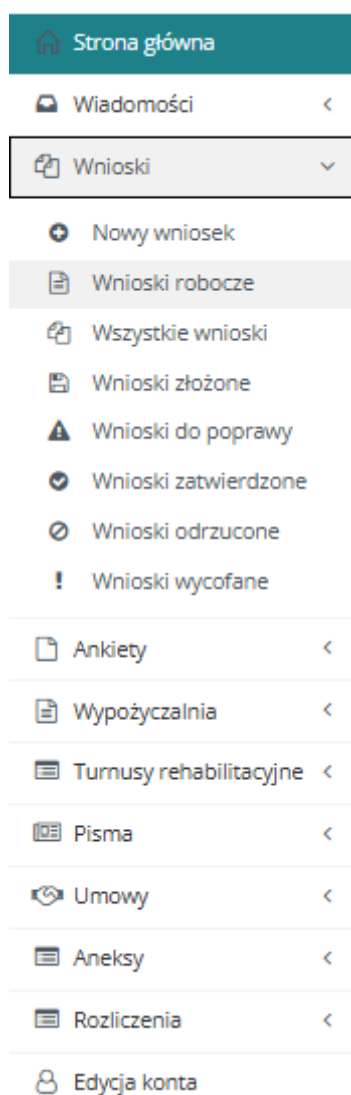 Strona główna
Wiadomości
Wnioski
Nowy wniosek
Wnioski robocze
Wszystkie wnioski
Wnioski złożone
Wnioski do poprawy
Wnioski zatwierdzone
Wnioski odrzucone
Wnioski wycofane
Ankiety
Wypożyczalnia
Turnusy rehabilitacyjne
Pisma
Umowy
Aneksy
Rozliczenia
Edycja konta